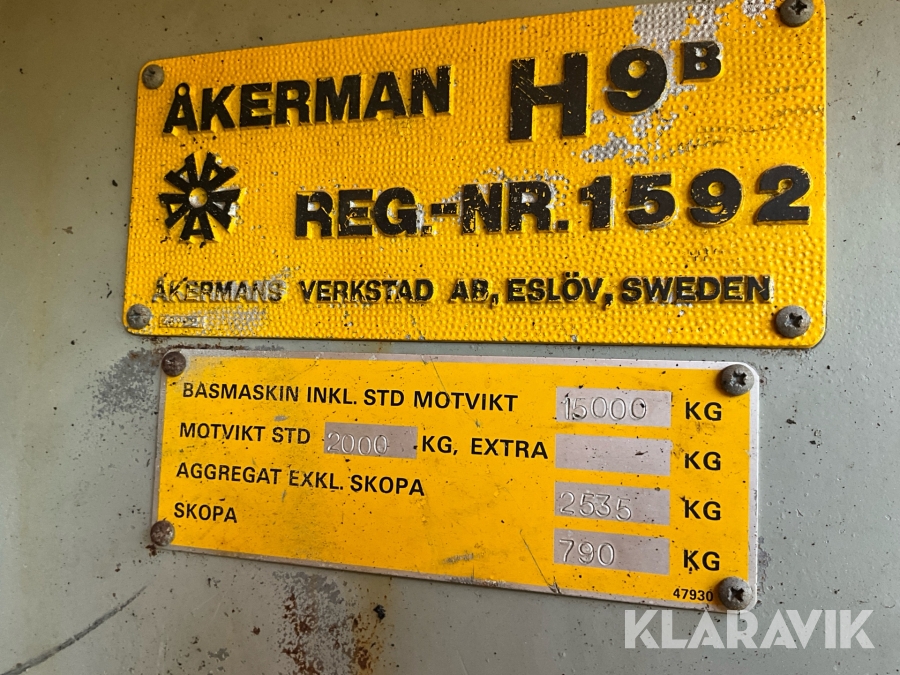 ÅKERMAN H9B
REG.-NR. 1592
ÅKERMANS VERKSTAD AB, ESLÖV, SWEDEN
BASMASKIN INKL. STD MOTVIKT 15000 KG
MOTVIKT STD 2000 KG, EXTRA KG
AGGREGAT EXKL. SKOPA 2535 KG
SKOPA 790 KG
47930
KLARAVIK